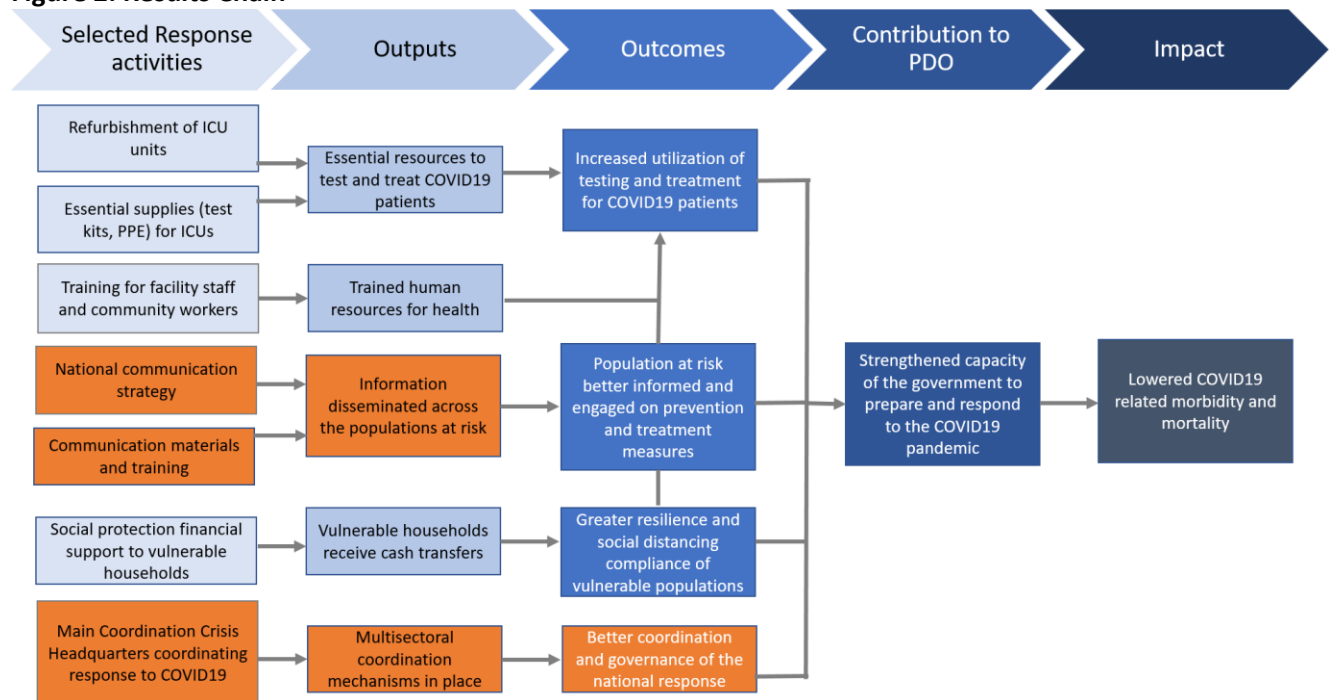 Figure 2: Results Chain
Selected Response
activities
Outputs
Outcomes
Contribution to
PDO
Impact
Refurbishment of ICU
units
Essential supplies (test
kits, PPE) for ICUs
Training for facility staff
and community workers
National communication
strategy
Communication materials
and training
Social protection financial
support to vulnerable
households
Main Coordination Crisis
Headquarters coordinating
response to COVID19
Essential resources to
test and treat COVID19
patients
Trained human
resources for health
Information
disseminated across
the populations at risk
Vulnerable households
receive cash transfers
Multisectoral
coordination
mechanisms in place
Increased utilization of
testing and treatment
for COVID19 patients
Population at risk
better informed and
engaged on prevention
and treatment
measures
Greater resilience and
social distancing
compliance of
vulnerable populations
Better coordination
and governance of the
national response
Strengthened capacity
of the government to
prepare and respond
to the COVID19
pandemic
Lowered COVID19
related morbidity and
mortality